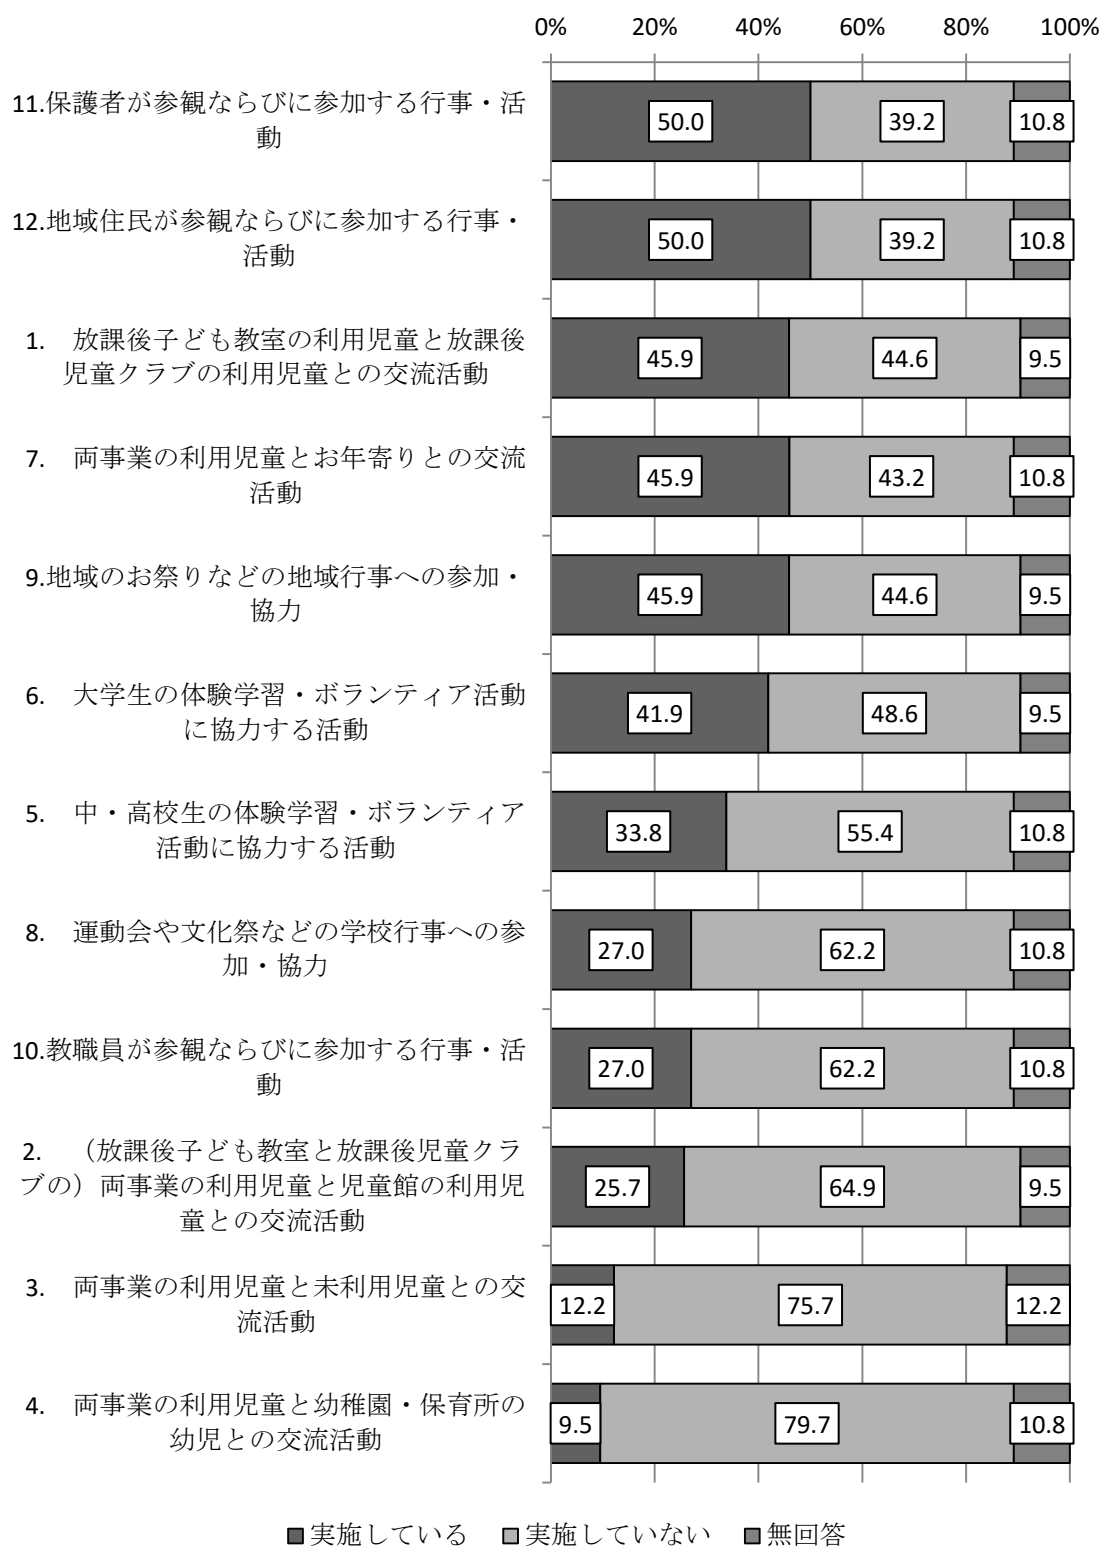 0% 20% 40% 60% 80% 100%
11.保護者が参観ならびに参加する行事・活
動
50.0 39.2 10.8
12.地域住民が参観ならびに参加する行事・
活動
50.0 39.2 10.8
1. 放課後子ども教室の利用児童と放課後
児童クラブの利用児童との交流活動
45.9 44.6 9.5
7. 両事業の利用児童とお年寄りとの交流
活動
45.9 43.2 10.8
9.地域のお祭りなどの地域行事への参加・
協力
45.9 44.6 9.5
6. 大学生の体験学習・ボランティア活動
に協力する活動
41.9 48.6 9.5
5. 中・高校生の体験学習・ボランティア
活動に協力する活動
33.8 55.4 10.8
8. 運動会や文化祭などの学校行事への参
加・協力
27.0 62.2 10.8
10.教職員が参観ならびに参加する行事・活
動
27.0 62.2 10.8
2. （放課後子ども教室と放課後児童クラ
ブの）両事業の利用児童と児童館の利用児
童との交流活動
25.7 64.9 9.5
3. 両事業の利用児童と未利用児童との交
流活動
12.2 75.7 12.2
4. 両事業の利用児童と幼稚園・保育所の
幼児との交流活動
9.5 79.7 10.8
実施している 実施していない 無回答